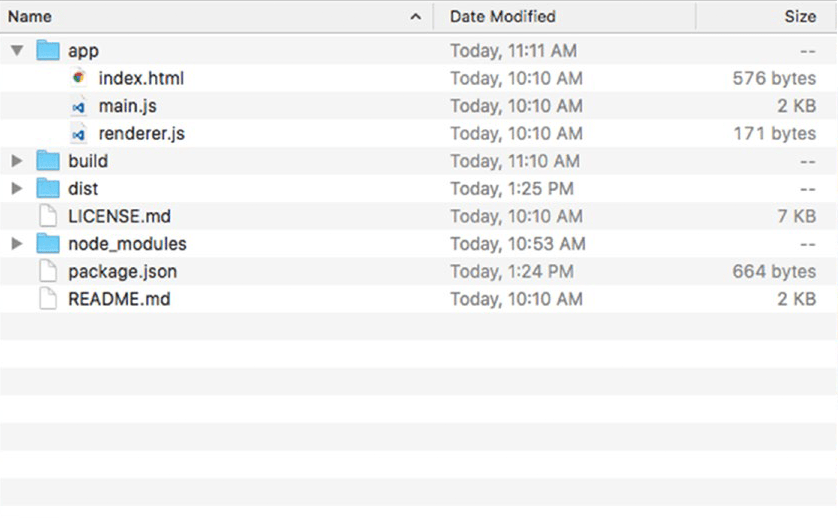 Name Date Modified Size
app Today, 11:11 AM --
index.html Today, 10:10 AM 576 bytes
main.js Today, 10:10 AM 2 KB
renderer.js Today, 10:10 AM 171 bytes
build Today, 11:10 AM --
dist Today, 1:25 PM --
LICENSE.md Today, 10:10 AM 7 KB
node_modules Today, 10:53 AM --
package.json Today, 1:24 PM 664 bytes
README.md Today, 10:10 AM 2 KB